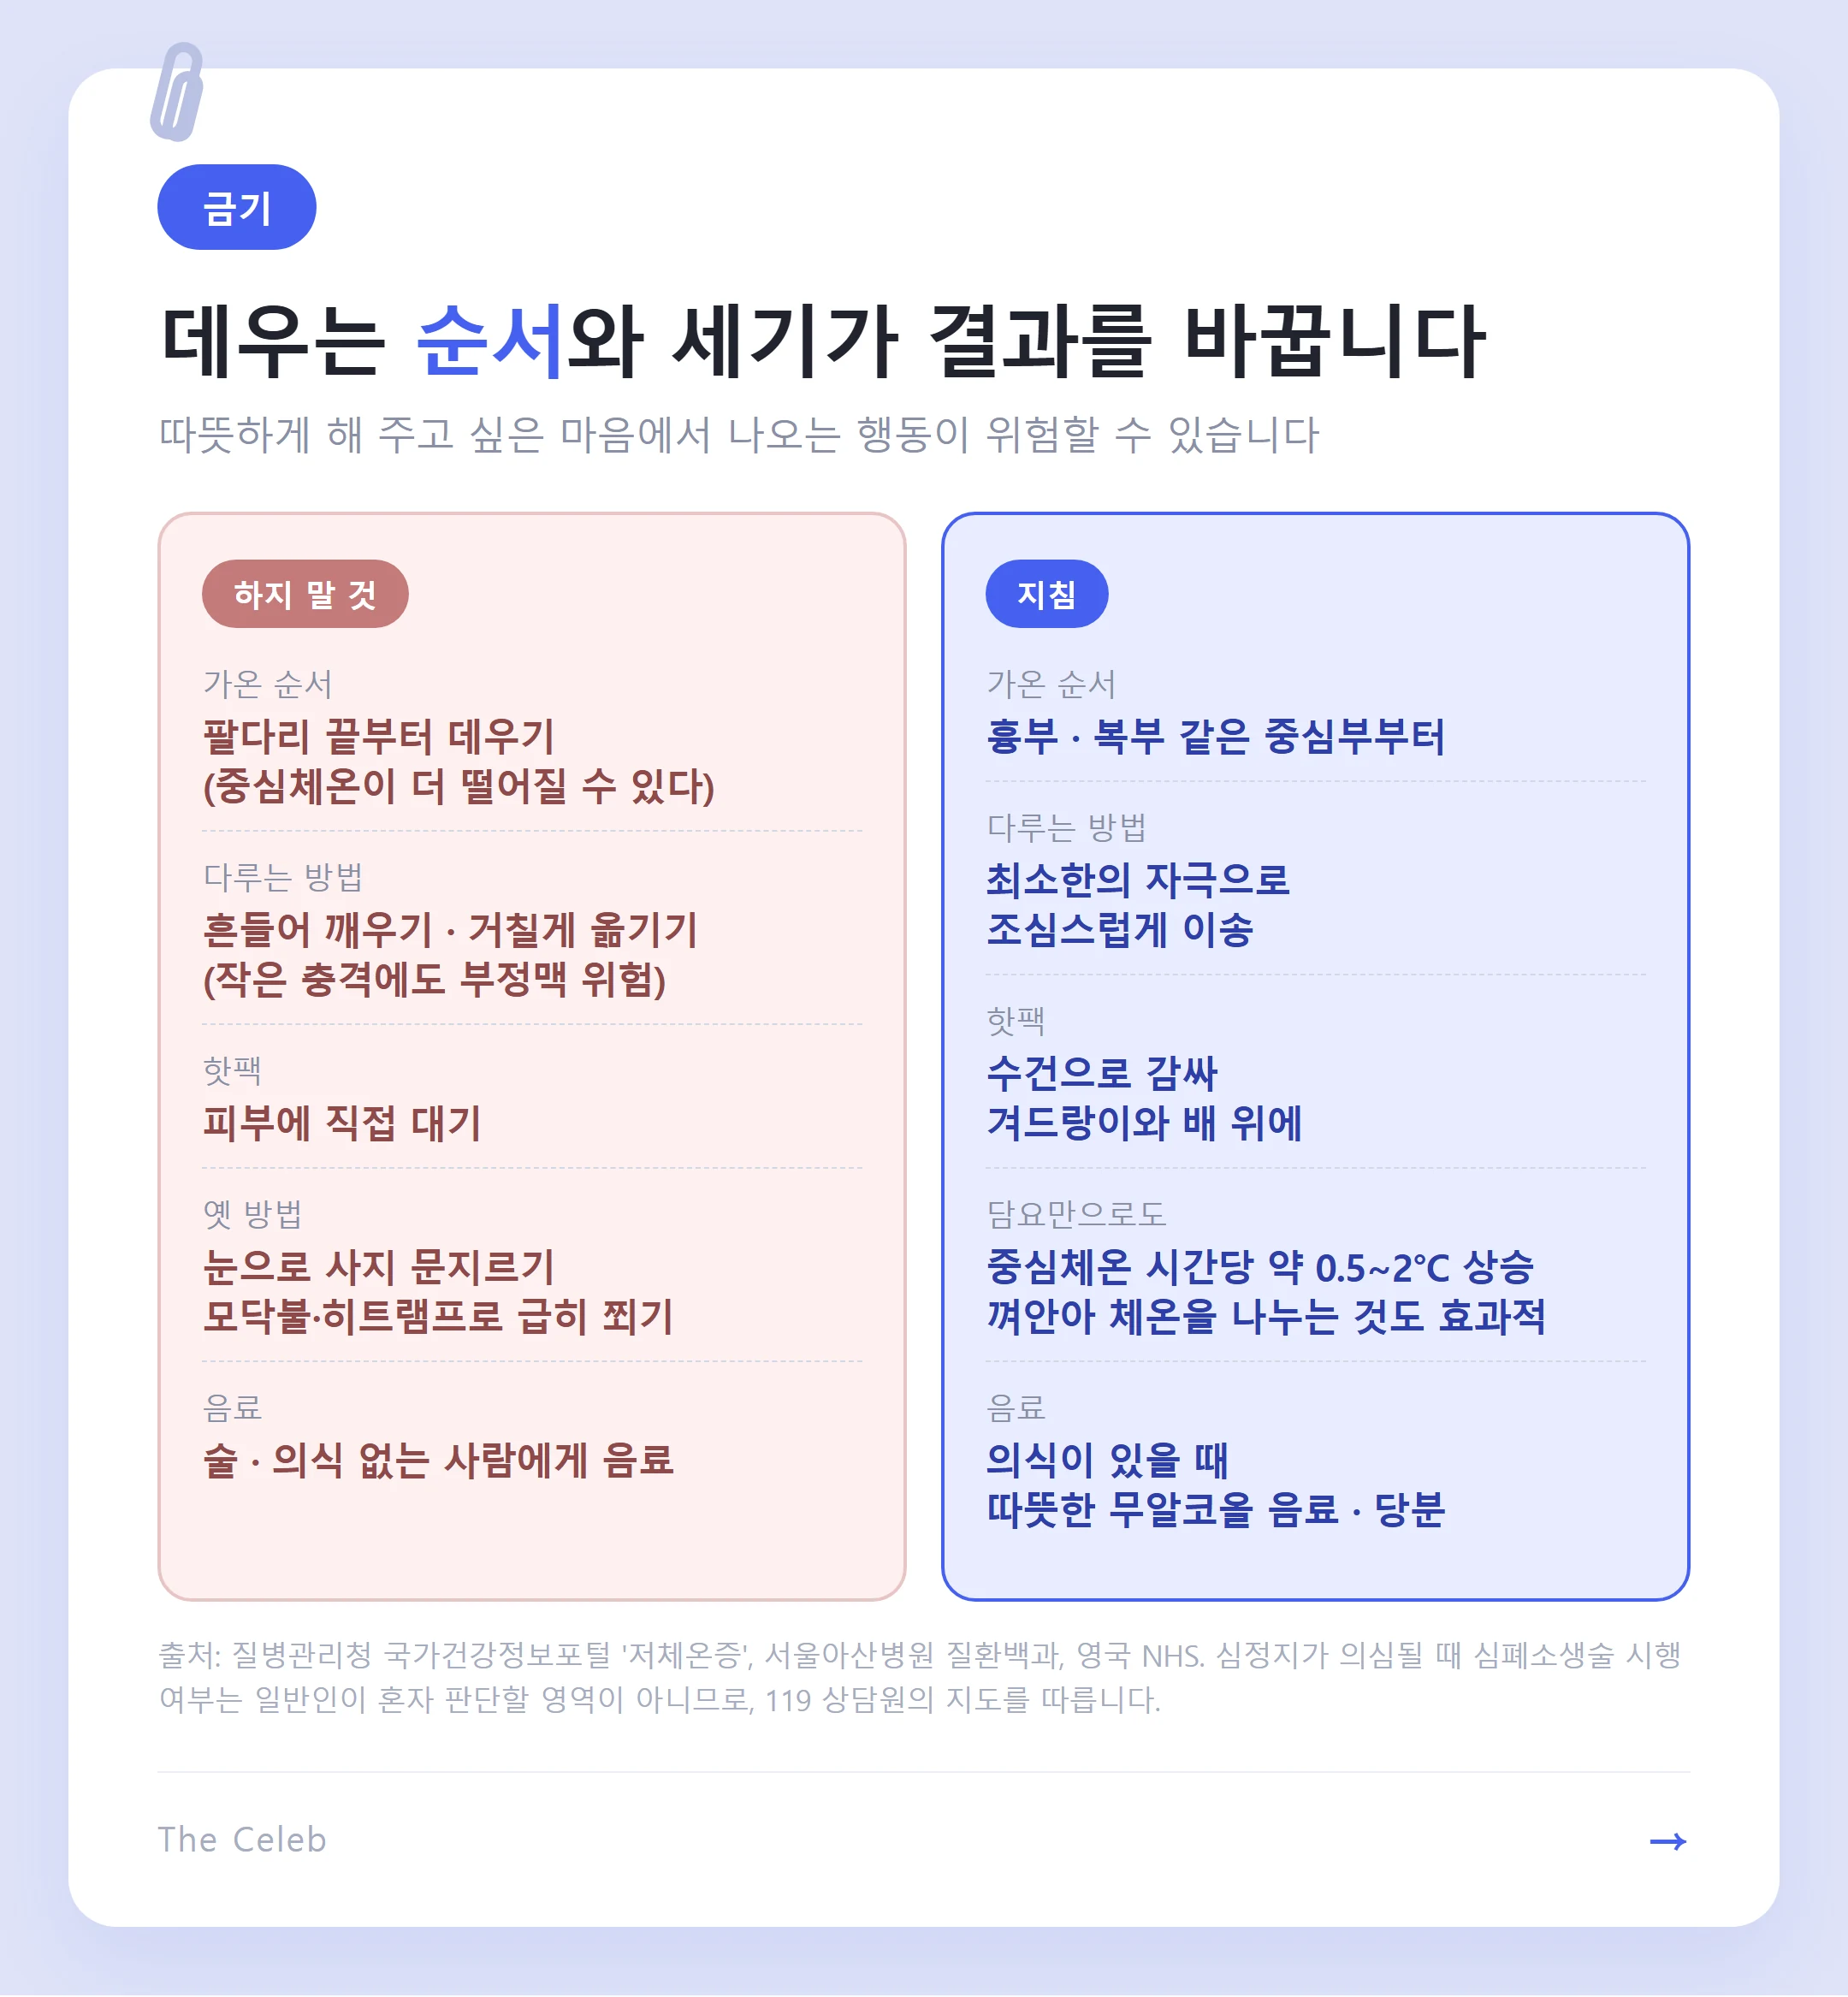 금기
데우는 순서와 세기가 결과를 바꿉니다
따뜻하게 해 주고 싶은 마음에서 나오는 행동이 위험할 수 있습니다
하지 말 것
가온 순서
팔다리 끝부터 데우기
(중심체온이 더 떨어질 수 있다)
다루는 방법
흔들어 깨우기 · 거칠게 옮기기
(작은 충격에도 부정맥 위험)
핫팩
피부에 직접 대기
옛 방법
눈으로 사지 문지르기
모닥불·히트램프로 급히 쬐기
음료
술 · 의식 없는 사람에게 음료
지침
가온 순서
흉부 · 복부 같은 중심부부터
다루는 방법
최소한의 자극으로
조심스럽게 이송
핫팩
수건으로 감싸
겨드랑이와 배 위에
담요만으로도
중심체온 시간당 약 0.5~2℃ 상승
껴안아 체온을 나누는 것도 효과적
음료
의식이 있을 때
따뜻한 무알코올 음료 · 당분
출처: 질병관리청 국가건강정보포털 '저체온증', 서울아산병원 질환백과, 영국 NHS. 심정지가 의심될 때 심폐소생술 시행
여부는 일반인이 혼자 판단할 영역이 아니므로, 119 상담원의 지도를 따릅니다.
The Celeb
→